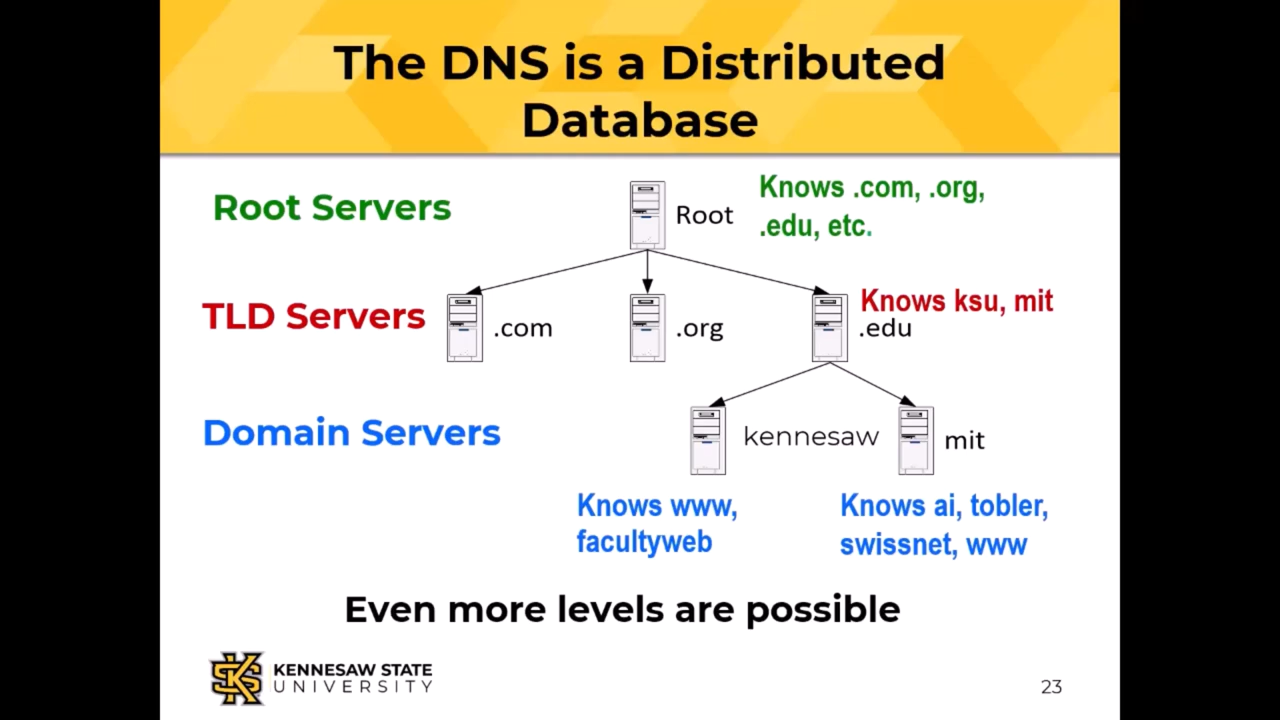 The DNS is a Distributed
Database
Root Servers
Root
Knows .com, .org,
.edu, etc.
TLD Servers
.com
.org
Knows ksu, mit
.edu
Domain Servers
kennesaw
mit
Knows www,
facultyweb
Knows ai, tobler,
swissnet, www
Even more levels are possible
KS
KENNESAW STATE
UNIVERSITY
23